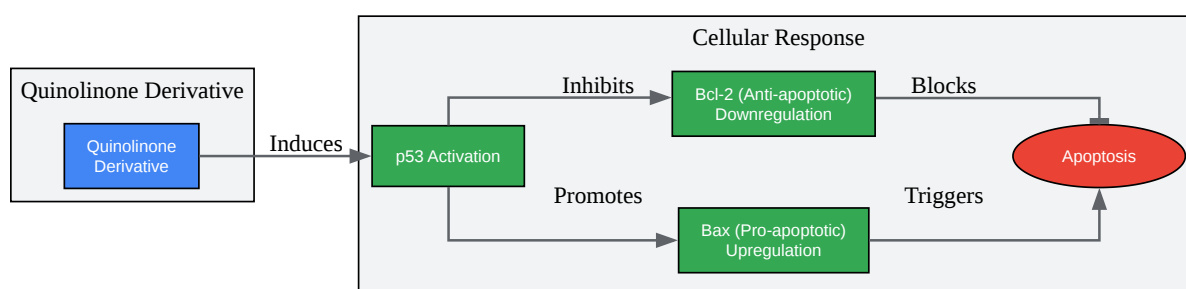 Cellular Response
Quinolinone Derivative
Quinolinone
Derivative
Induces
p53 Activation
Inhibits
Bcl-2 (Anti-apoptotic)
Downregulation
Blocks
Promotes
Bax (Pro-apoptotic)
Upregulation
Triggers
Apoptosis